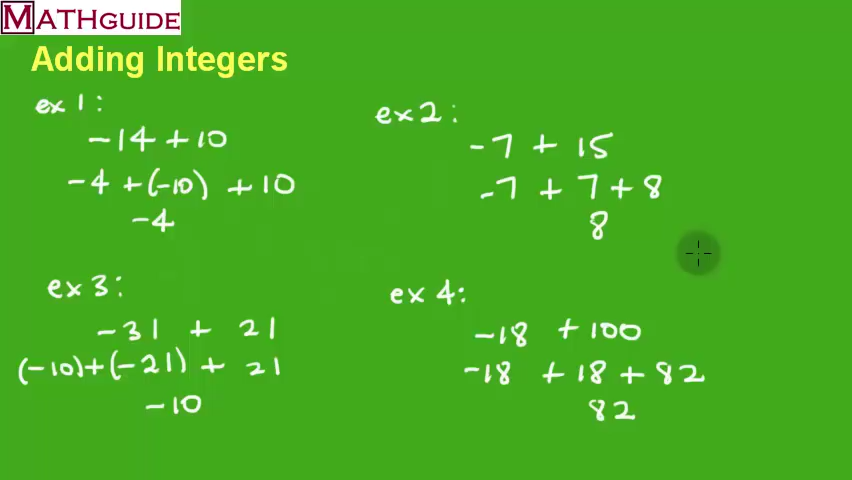 MATHGUIDE
Adding Integers
ex 1:
-14 + 10
-4 + (-10) + 10
-4
ex 2:
-7 + 15
-7 + 7 + 8
8
ex 3:
-31 + 21
(-10) + (-21) + 21
-10
ex 4:
-18 + 100
-18 + 18 + 82
82